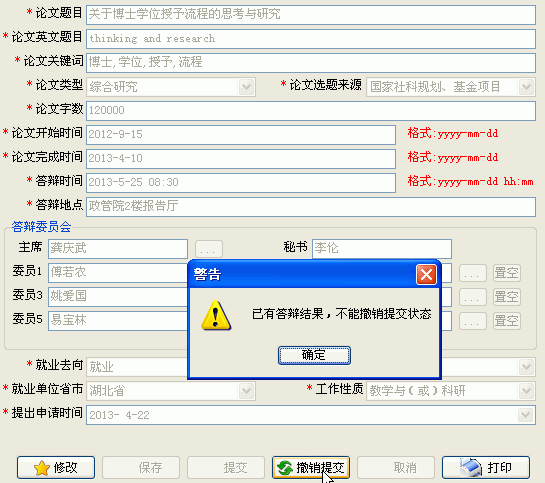 *论文题目 关于博士学位授予流程的思考与研究
*论文英文题目 thinking and research
*论文关键词 博士,学位,授予,流程
*论文类型 综合研究 *论文选题来源 国家社科规划、基金项目
*论文字数 120000
*论文开始时间 2012-9-15 格式:yyyy-mm-dd
*论文完成时间 2013-4-10 格式:yyyy-mm-dd
*答辩时间 2013-5-25 08:30 格式:yyyy-mm-dd hh:mm
*答辩地点 政管院2楼报告厅
答辩委员会
主席 龚庆武 ... 秘书 李伦
委员1 傅若农 ... 置空
委员3 姚爱国 ... 置空
委员5 易宝林 ... 置空
警告
已有答辩结果，不能撤销提交状态
确定
*就业去向 就业
*就业单位省市 湖北省 *工作性质 教学与（或）科研
*提出申请时间 2013- 4-22
修改 保存 提交 撤销提交 取消 打印